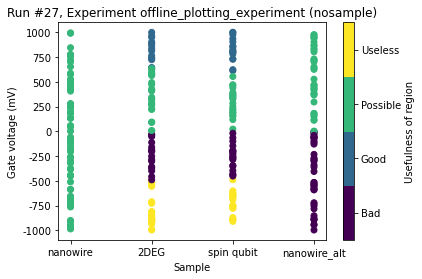 Run #27, Experiment offline_plotting_experiment (nosample)
1000
750
500
250
0
-250
-500
-750
-1000
Gate voltage (mV)
nanowire
2DEG
spin qubit
nanowire_alt
Sample
Useless
Possible
Good
Bad
Usefulness of region